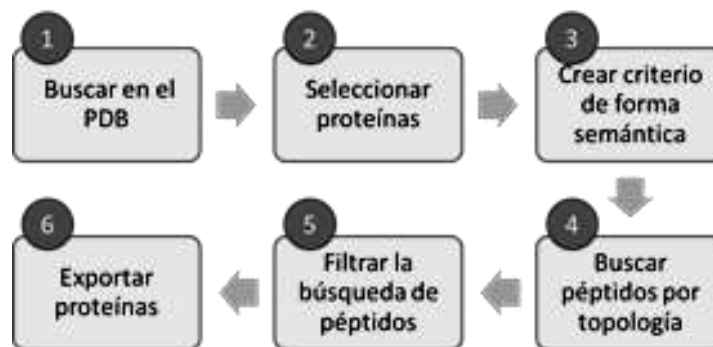 1
Buscar en el
PDB
2
Seleccionar
proteínas
3
Crear criterio
de forma
semántica
4
Buscar
péptidos por
topología
5
Filtrar la
búsqueda de
péptidos
6
Exportar
proteínas